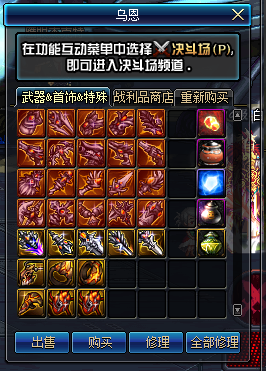 乌恩
在功能互动菜单中选择 决斗场(P),
即可进入决斗场频道.
武器&首饰&特殊 战利品商店 重新购买
出售 购买 修理 全部修理